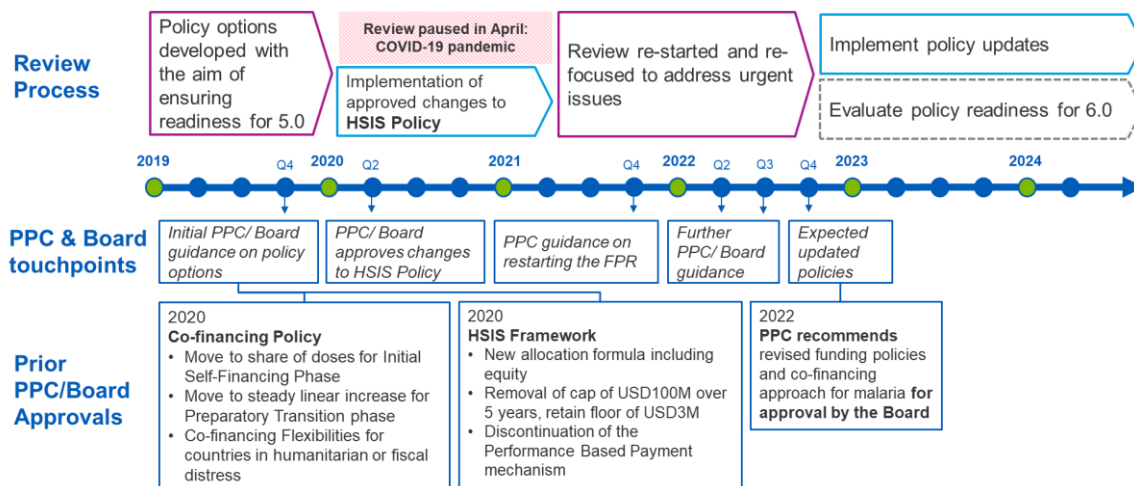 Review
Process
Policy options
developed with
the aim of
ensuring
readiness for 5.0
Review paused in April:
COVID-19 pandemic
Implementation of
approved changes to
HSIS Policy
Review re-started and re-
focused to address urgent
issues
Implement policy updates
Evaluate policy readiness for 6.0
2019
Q4
2020
Q2
2021
Q4
2022
Q2
Q3
Q4
2023
2024
PPC & Board
touchpoints
Initial PPC/ Board
guidance on policy
options
PPC/ Board
approves changes
to HSIS Policy
PPC guidance on
restarting the FPR
Further
PPC/ Board
guidance
Expected
updated
policies
Prior
PPC/Board
Approvals
2020
Co-financing Policy
• Move to share of doses for Initial
Self-Financing Phase
• Move to steady linear increase for
Preparatory Transition phase
• Co-financing Flexibilities for
countries in humanitarian or fiscal
distress
2020
HSIS Framework
• New allocation formula including
equity
• Removal of cap of USD100M over
5 years, retain floor of USD3M
• Discontinuation of the
Performance Based Payment
mechanism
2022
PPC recommends
revised funding policies
and co-financing
approach for malaria for
approval by the Board